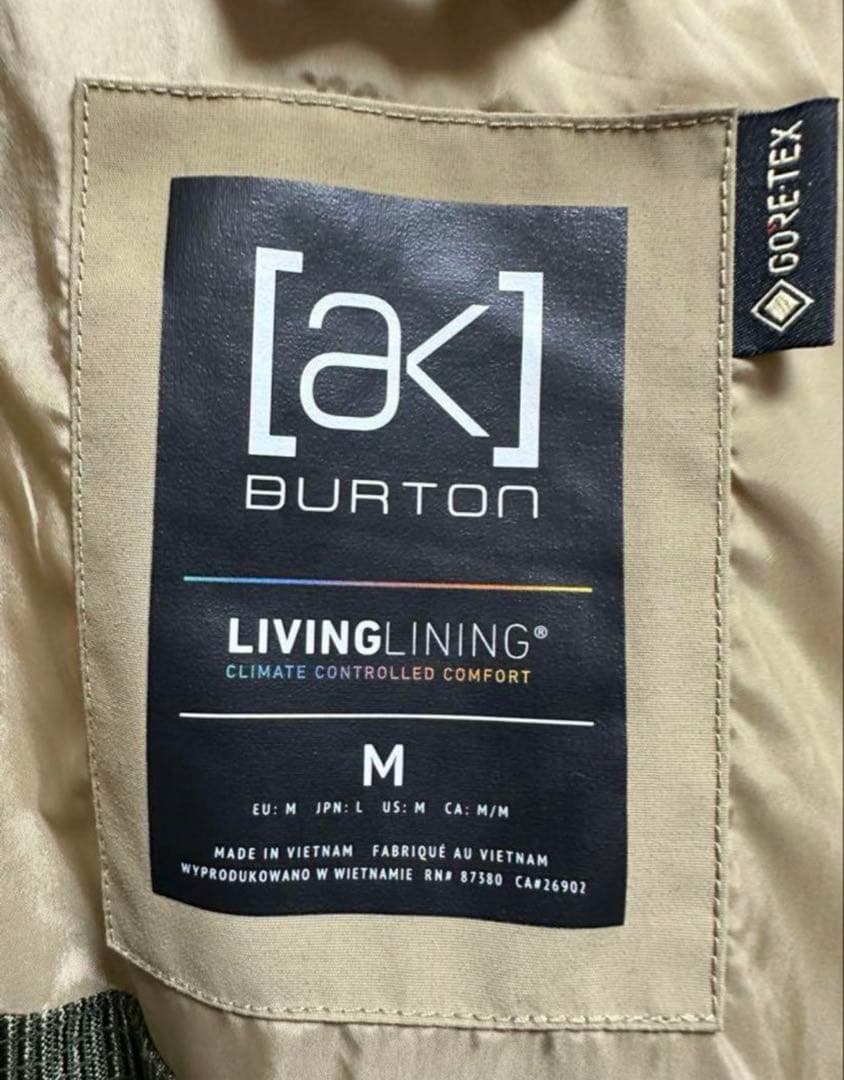 [ak]
BURTON
GORE-TEX
LIVINGLINING®
CLIMATE CONTROLLED COMFORT
M
EU: M JPN: L US: M CA: M/M
MADE IN VIETNAM FABRIQUÉ AU VIETNAM
WYPRODUKOWANO W WIETNAMIE RN# 87380 CA#26902